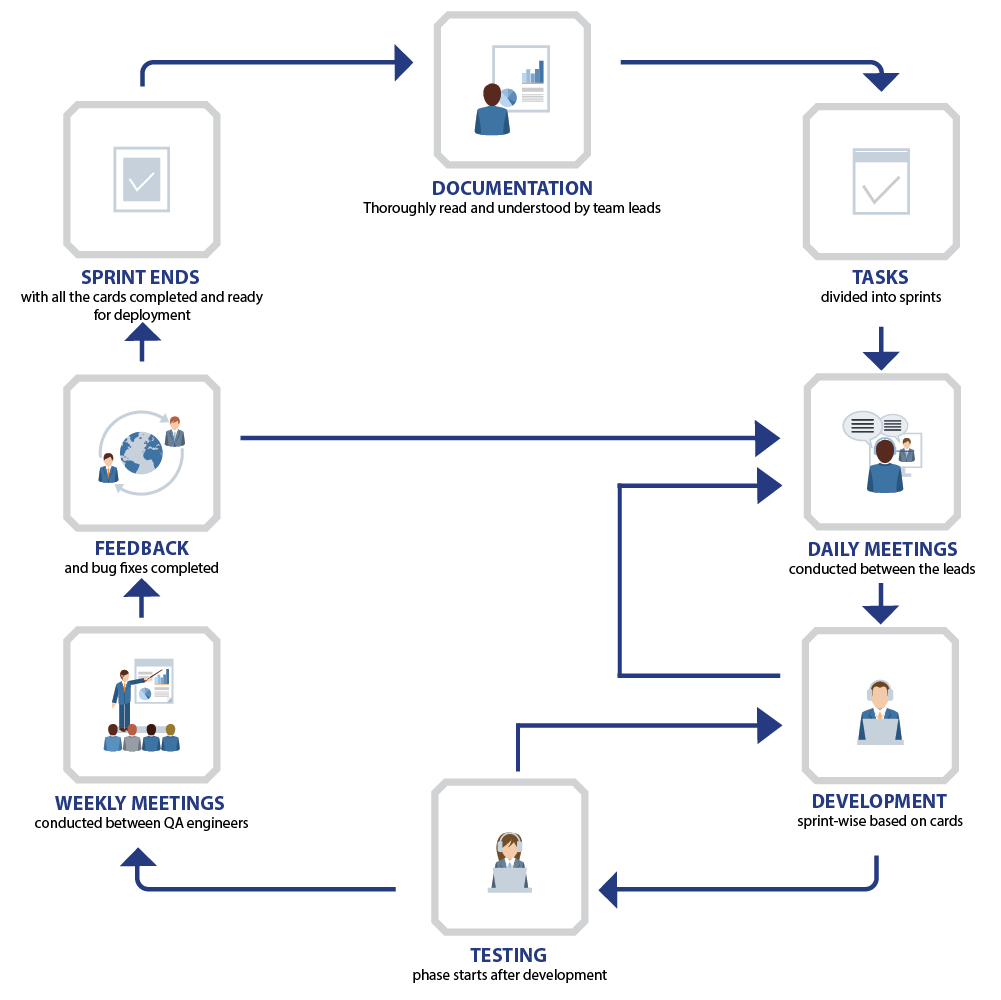 DOCUMENTATION
Thoroughly read and understood by team leads
SPRINT ENDS
with all the cards completed and ready
for deployment
TASKS
divided into sprints
FEEDBACK
and bug fixes completed
DAILY MEETINGS
conducted between the leads
WEEKLY MEETINGS
conducted between QA engineers
DEVELOPMENT
sprint-wise based on cards
TESTING
phase starts after development